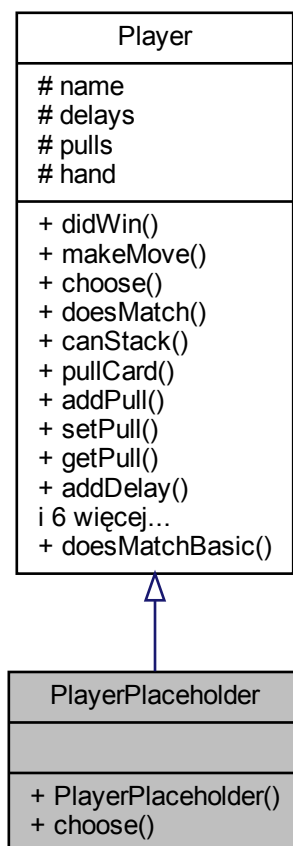 Player
# name
# delays
# pulls
# hand
+ didWin()
+ makeMove()
+ choose()
+ doesMatch()
+ canStack()
+ pullCard()
+ addPull()
+ setPull()
+ getPull()
+ addDelay()
i 6 więcej...
+ doesMatchBasic()
PlayerPlaceholder
+ PlayerPlaceholder()
+ choose()